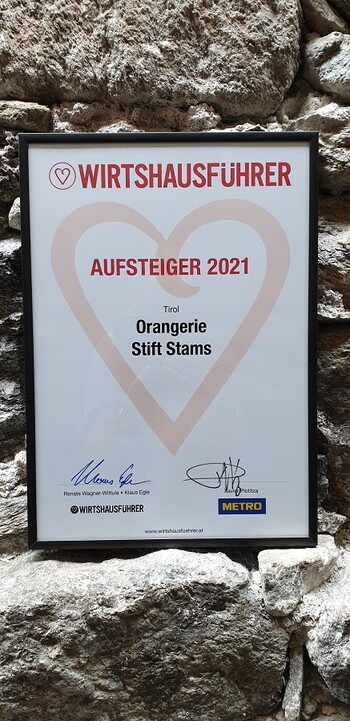 WIRTSHAUSFÜHRER
AUFSTEIGER 2021
Tirol
Orangerie
Stift Stams
Renate Wagner-Wittula • Klaus Egle
WIRTSHAUSFÜHRER
METRO
www.wirtshausfuehrer.at